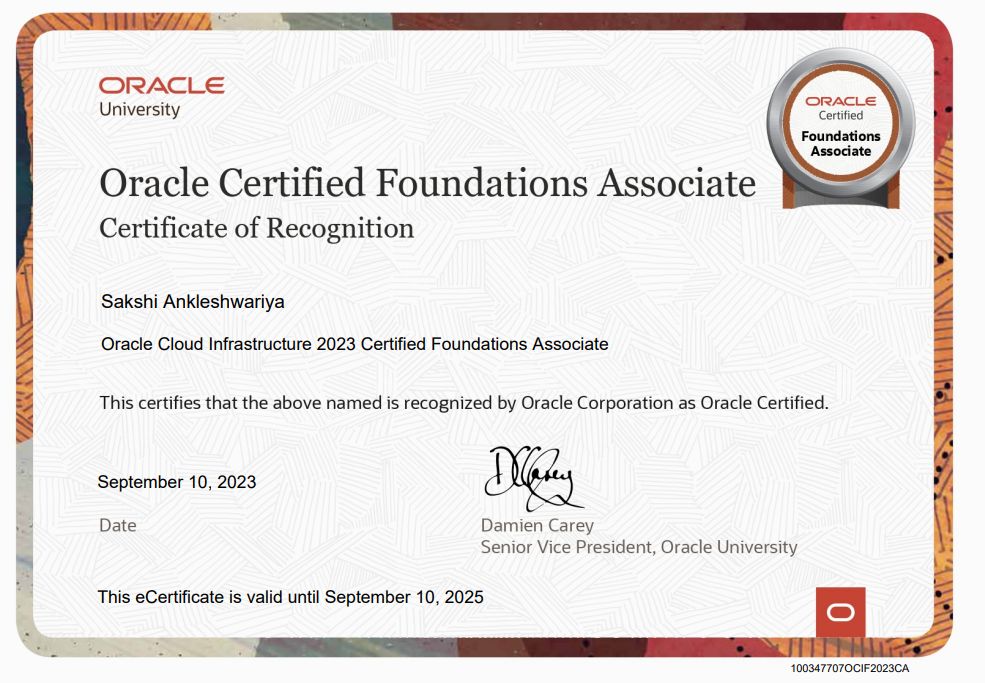 ORACLE
University
ORACLE
Certified
Foundations
Associate
Oracle Certified Foundations Associate
Certificate of Recognition
Sakshi Ankleshwariya
Oracle Cloud Infrastructure 2023 Certified Foundations Associate
This certifies that the above named is recognized by Oracle Corporation as Oracle Certified.
DCCarey
September 10, 2023
Date
Damien Carey
Senior Vice President, Oracle University
This eCertificate is valid until September 10, 2025
100347707OCIF2023CA